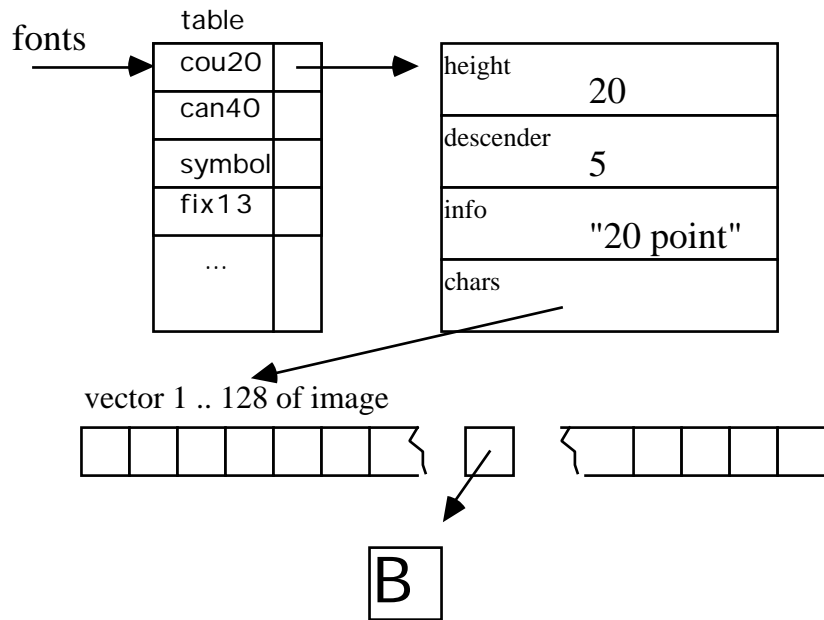 table
fonts
cou20
can40
symbol
fix13
...
height
20
descender
5
info
"20 point"
chars
vector 1 .. 128 of image
B